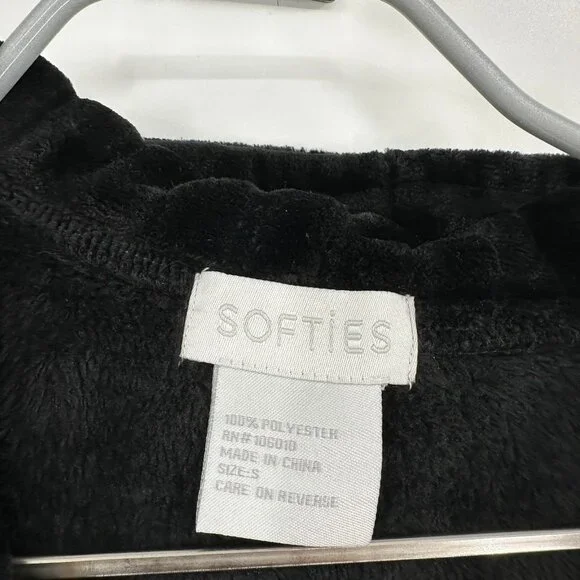 SOFTiES
100% POLYESTER
RN# 106010
MADE IN CHINA
SIZE:S
CARE ON REVERSE